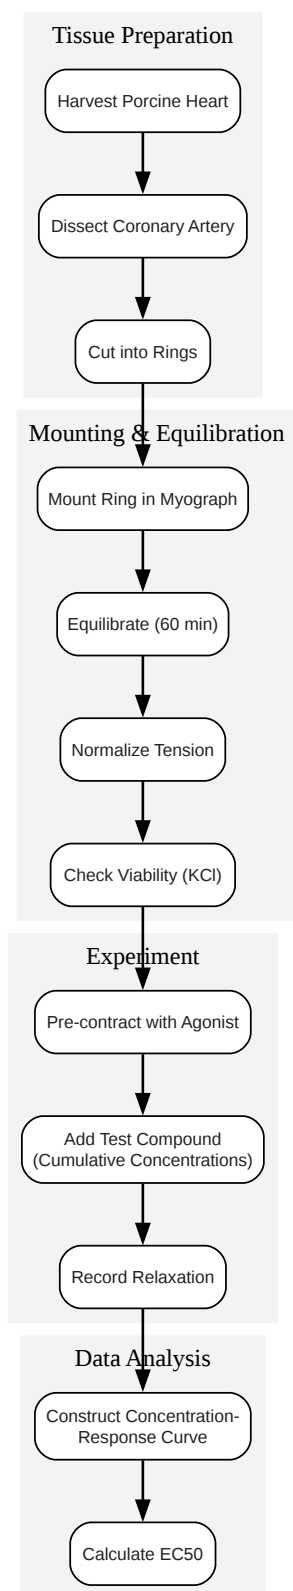 Tissue Preparation
Harvest Porcine Heart
Dissect Coronary Artery
Cut into Rings
Mounting & Equilibration
Mount Ring in Myograph
Equilibrate (60 min)
Normalize Tension
Check Viability (KCl)
Experiment
Pre-contract with Agonist
Add Test Compound
(Cumulative Concentrations)
Record Relaxation
Data Analysis
Construct Concentration-
Response Curve
Calculate EC50